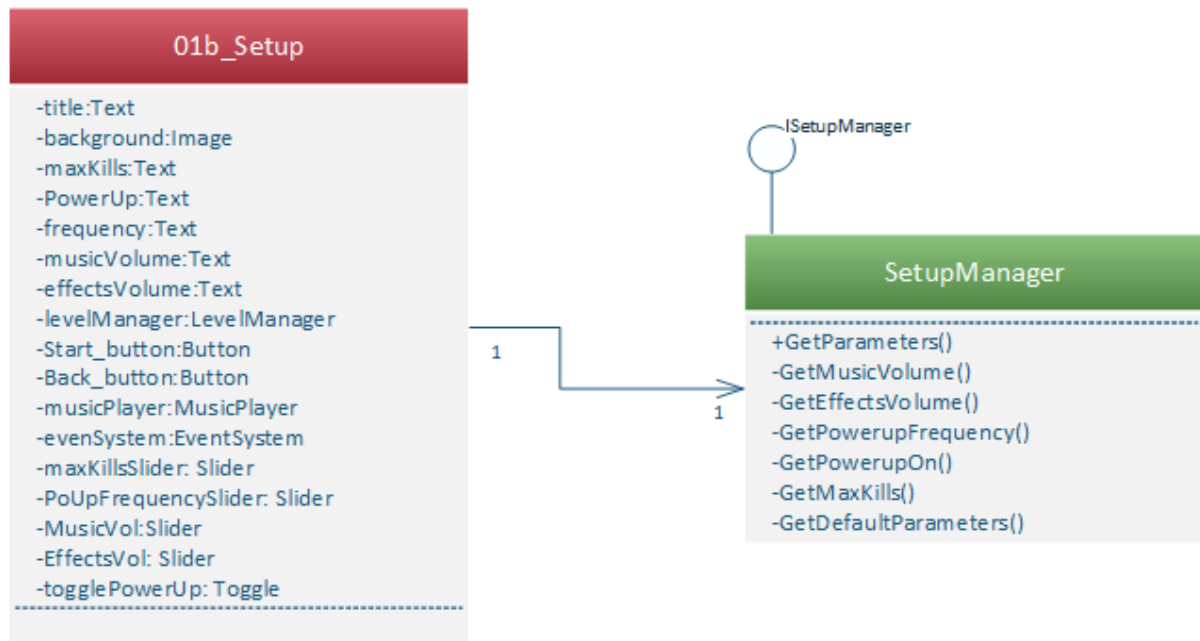 01b_Setup
-title:Text
-background:Image
-maxKills:Text
-PowerUp:Text
-frequency:Text
-musicVolume:Text
-effectsVolume:Text
-levelManager:LevelManager
-Start_button:Button
-Back_button:Button
-musicPlayer:MusicPlayer
-evenSystem:EventSystem
-maxKillsSlider: Slider
-PoUpFrequencySlider: Slider
-MusicVol:Slider
-EffectsVol: Slider
-togglePowerUp: Toggle
1
1
ISetupManager
SetupManager
+GetParameters()
-GetMusicVolume()
-GetEffectsVolume()
-GetPowerupFrequency()
-GetPowerupOn()
-GetMaxKills()
-GetDefaultParameters()